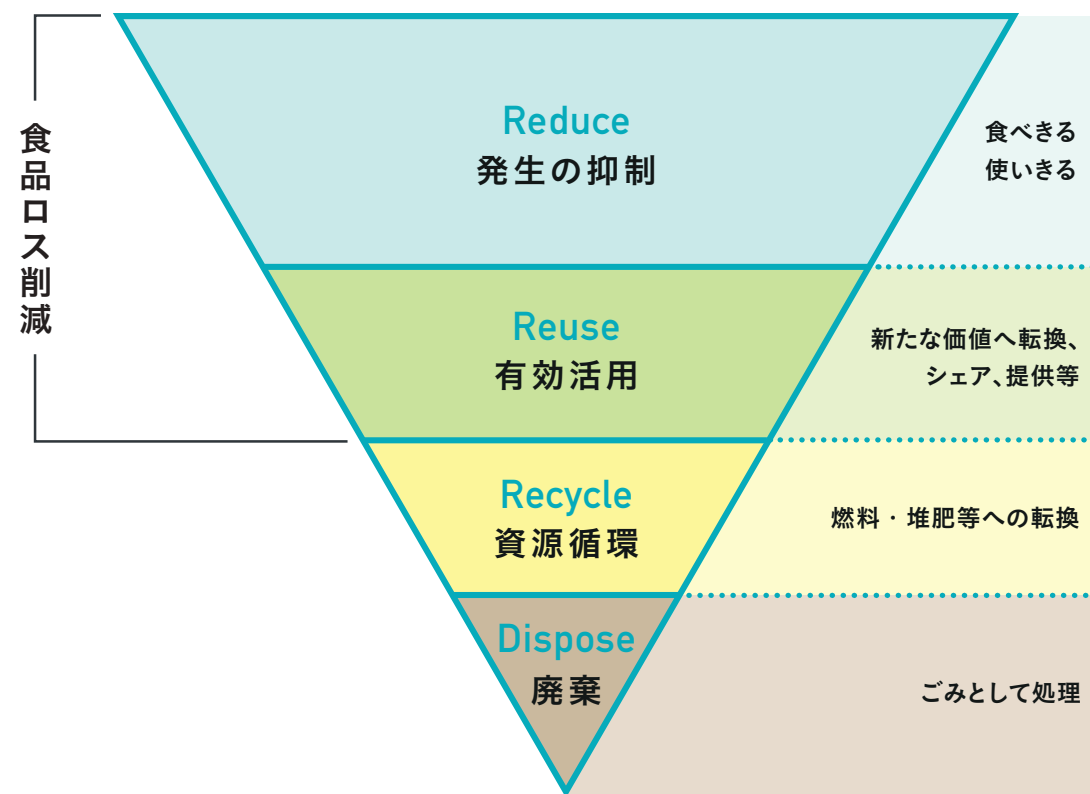 食品ロス削減
Reduce
発生の抑制
食べきる
使いきる
Reuse
有効活用
新たな価値へ転換、
シェア、提供等
Recycle
資源循環
燃料・堆肥等への転換
Dispose
廃棄
ごみとして処理